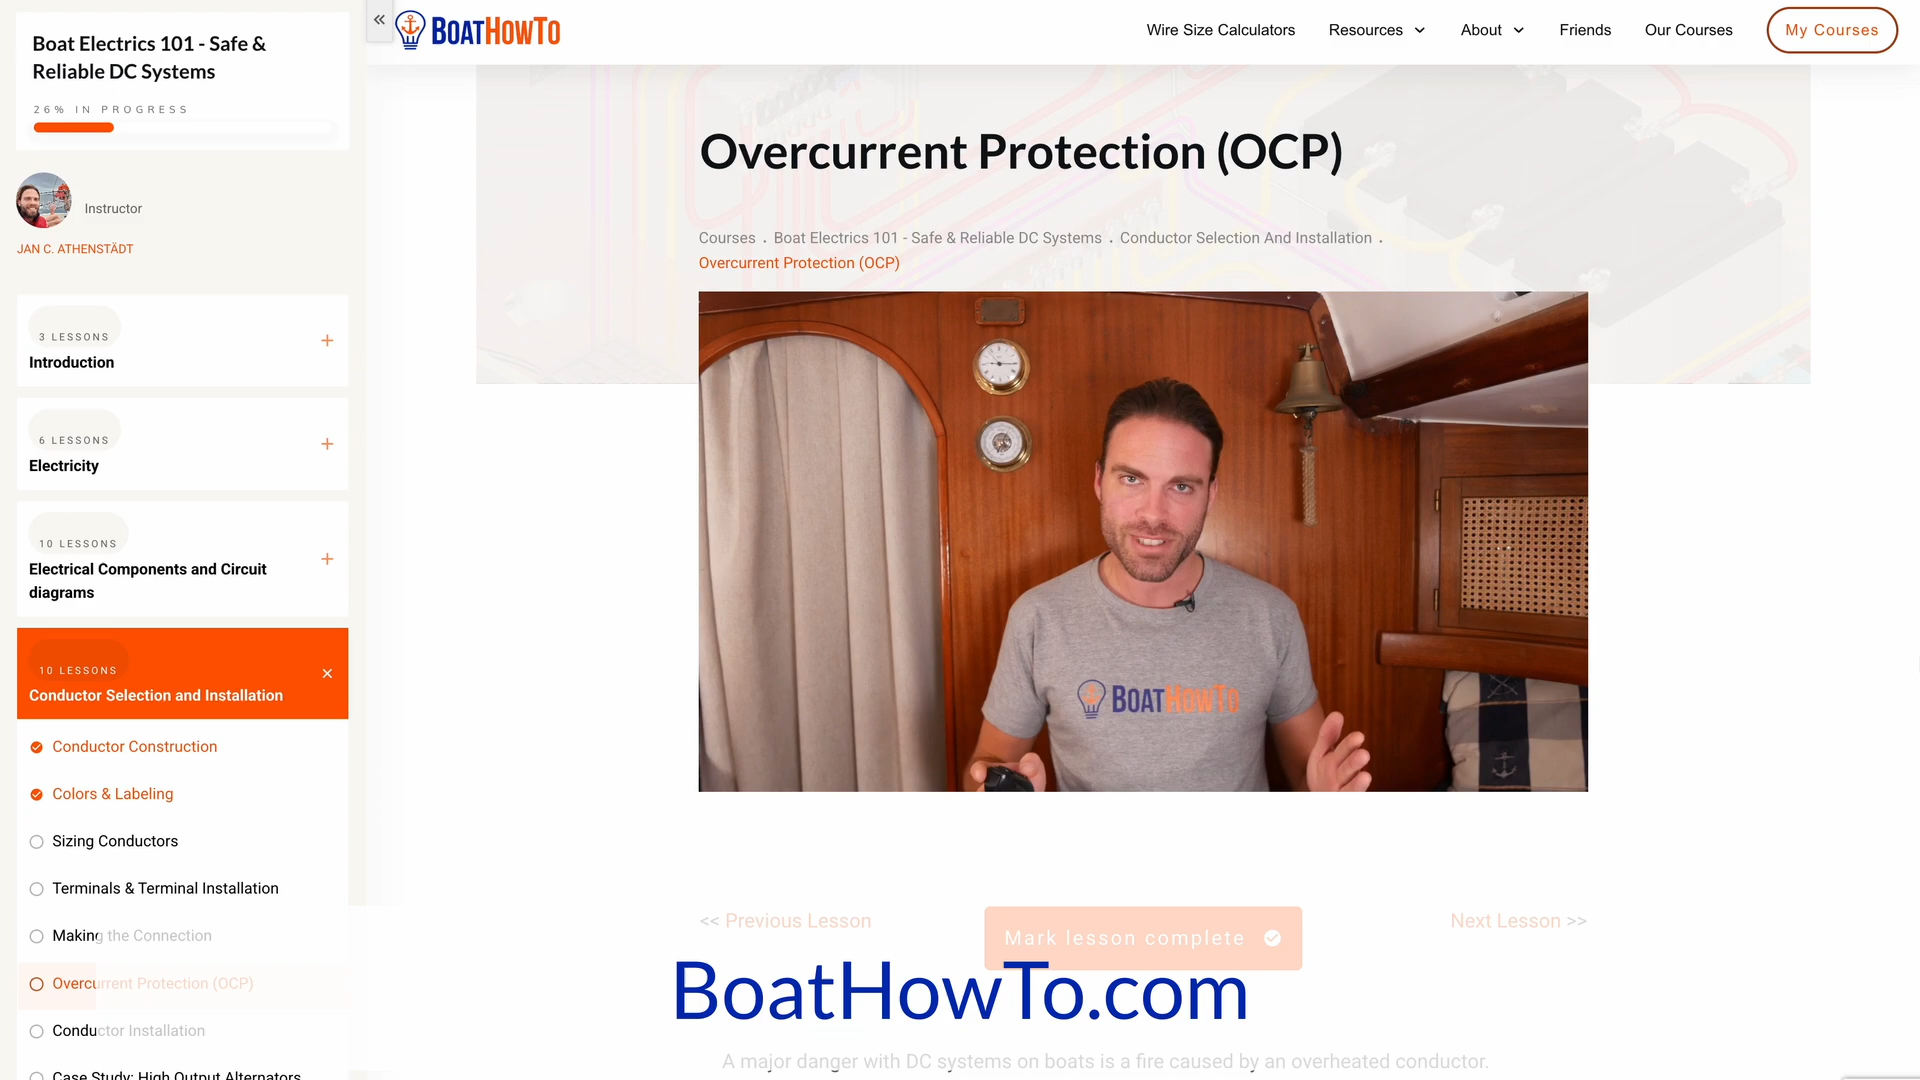 Boat Electrics 101 - Safe &
Reliable DC Systems
26% IN PROGRESS
Instructor
JAN C. ATHENSTÄDT
3 LESSONS
Introduction
6 LESSONS
Electricity
10 LESSONS
Electrical Components and Circuit
diagrams
10 LESSONS
Conductor Selection and Installation
Conductor Construction
Colors & Labeling
Sizing Conductors
Terminals & Terminal Installation
Making the Connection
Overcurrent Protection (OCP)
Conductor Installation
Case Study: High Output Alternators
«
BOATHOWTO
Wire Size Calculators
Resources
About
Friends
Our Courses
My Courses
Overcurrent Protection (OCP)
Courses . Boat Electrics 101 - Safe & Reliable DC Systems . Conductor Selection And Installation .
Overcurrent Protection (OCP)
BOATHOWTO
<< Previous Lesson
Mark lesson complete
Next Lesson >>
BoatHowTo.com
A major danger with DC systems on boats is a fire caused by an overheated conductor.